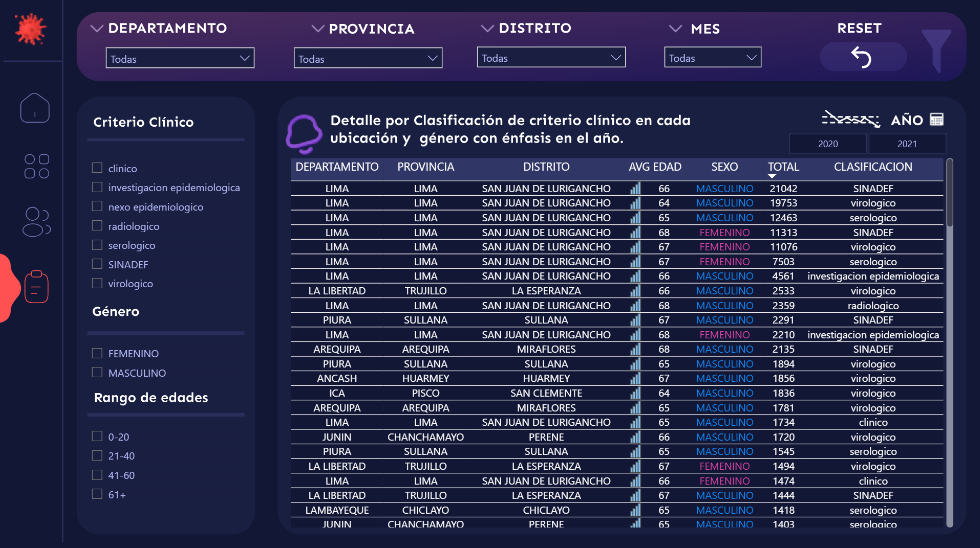 DEPARTAMENTO PROVINCIA DISTRITO MES RESET
Todas Todas Todas Todas
Criterio Clínico
clinico
investigacion epidemiologica
nexo epidemiologico
radiologico
serologico
SINADEF
virologico
Género
FEMENINO
MASCULINO
Rango de edades
0-20
21-40
41-60
61+
Detalle por Clasificación de criterio clínico en cada
ubicación y género con énfasis en el año.
AÑO
2020 2021
DEPARTAMENTO PROVINCIA DISTRITO AVG EDAD SEXO TOTAL CLASIFICACION
LIMA LIMA SAN JUAN DE LURIGANCHO 66 MASCULINO 21042 SINADEF
LIMA LIMA SAN JUAN DE LURIGANCHO 64 MASCULINO 19753 virologico
LIMA LIMA SAN JUAN DE LURIGANCHO 65 MASCULINO 12463 serologico
LIMA LIMA SAN JUAN DE LURIGANCHO 68 FEMENINO 11313 SINADEF
LIMA LIMA SAN JUAN DE LURIGANCHO 67 FEMENINO 11076 virologico
LIMA LIMA SAN JUAN DE LURIGANCHO 67 FEMENINO 7503 serologico
LIMA LIMA SAN JUAN DE LURIGANCHO 66 MASCULINO 4561 investigacion epidemiologica
LA LIBERTAD TRUJILLO LA ESPERANZA 66 MASCULINO 2533 virologico
LIMA LIMA SAN JUAN DE LURIGANCHO 68 MASCULINO 2359 radiologico
PIURA SULLANA SULLANA 67 MASCULINO 2291 SINADEF
LIMA LIMA SAN JUAN DE LURIGANCHO 68 FEMENINO 2210 investigacion epidemiologica
AREQUIPA AREQUIPA MIRAFLORES 68 MASCULINO 2135 SINADEF
PIURA SULLANA SULLANA 65 MASCULINO 1894 virologico
ANCASH HUARMEY HUARMEY 67 MASCULINO 1856 virologico
ICA PISCO SAN CLEMENTE 64 MASCULINO 1836 virologico
AREQUIPA AREQUIPA MIRAFLORES 65 MASCULINO 1781 virologico
LIMA LIMA SAN JUAN DE LURIGANCHO 65 MASCULINO 1734 clinico
JUNIN CHANCHAMAYO PERENE 66 MASCULINO 1720 virologico
PIURA SULLANA SULLANA 65 MASCULINO 1545 serologico
LA LIBERTAD TRUJILLO LA ESPERANZA 67 FEMENINO 1494 virologico
LIMA LIMA SAN JUAN DE LURIGANCHO 66 FEMENINO 1474 clinico
LA LIBERTAD TRUJILLO LA ESPERANZA 67 MASCULINO 1444 SINADEF
LAMBAYEQUE CHICLAYO CHICLAYO 65 MASCULINO 1418 serologico
JUNIN CHANCHAMAYO PERENE 65 MASCULINO 1403 serologico